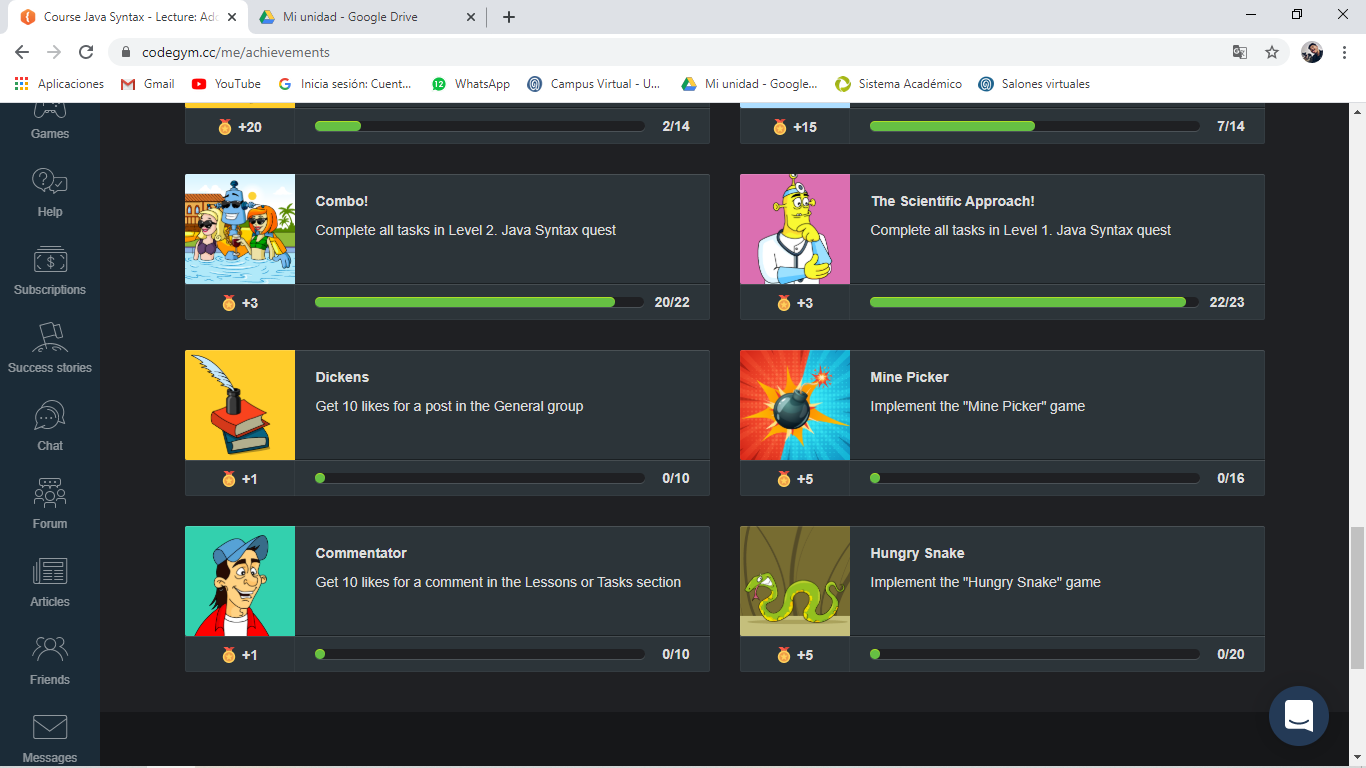 Course Java Syntax - Lecture: Ad
Mi unidad - Google Drive
codegym.cc/me/achievements
Aplicaciones
Gmail
YouTube
Inicia sesión: Cuent...
12
WhatsApp
Campus Virtual - U...
Mi unidad - Google...
Sistema Académico
Salones virtuales
Games
Help
Subscriptions
Success stories
Chat
Forum
Articles
Friends
Messages
+20
2/14
+15
7/14
Combo!
Complete all tasks in Level 2. Java Syntax quest
+3
20/22
The Scientific Approach!
Complete all tasks in Level 1. Java Syntax quest
+3
22/23
Dickens
Get 10 likes for a post in the General group
+1
0/10
Mine Picker
Implement the "Mine Picker" game
+5
0/16
Commentator
Get 10 likes for a comment in the Lessons or Tasks section
+1
0/10
Hungry Snake
Implement the "Hungry Snake" game
+5
0/20